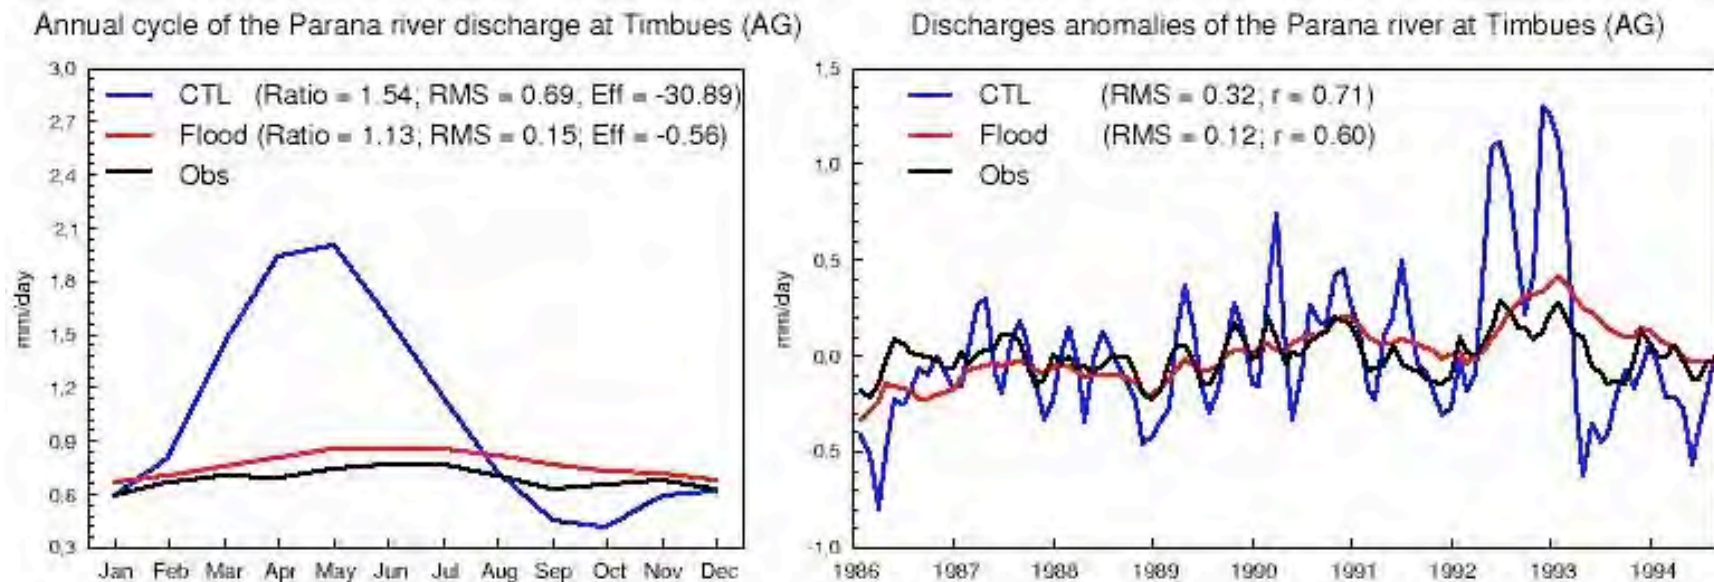 Annual cycle of the Parana river discharge at Timbues (AG)
3,0
2,7
2,4
2,1
1,8
1,5
1,2
0,9
0,6
0,3
mm/day
CTL (Ratio = 1.54; RMS = 0.69; Eff = -30.89)
Flood (Ratio = 1.13; RMS = 0.15; Eff = -0.56)
Obs
Jan Feb Mar Apr May Jun Jul Aug Sep Oct Nov Dec
Discharges anomalies of the Parana river at Timbues (AG)
1,5
1,0
0,5
0,0
-0,5
-1,0
mm/day
CTL (RMS = 0.32; r = 0.71)
Flood (RMS = 0.12; r = 0.60)
Obs
1986 1987 1988 1989 1990 1991 1992 1993 1994